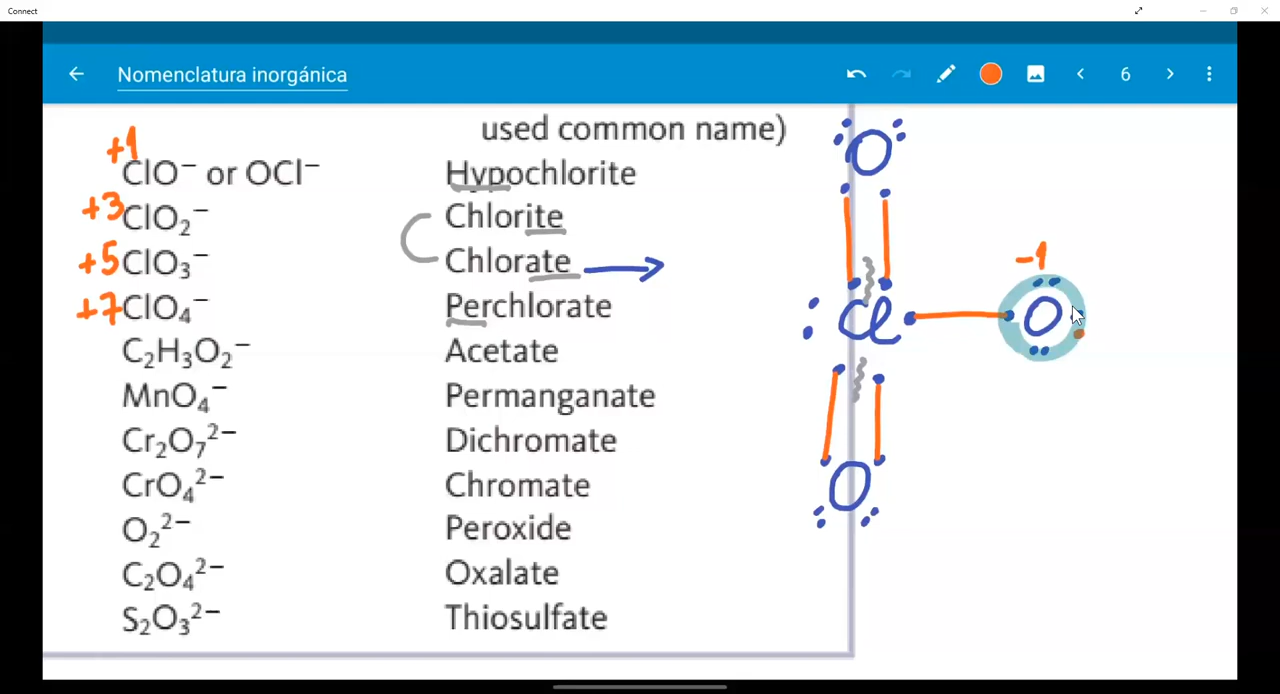 Connect
Nomenclatura inorgánica
6
used common name)
+1
ClO⁻ or OCl⁻ Hypochlorite
+3 ClO₂⁻ Chlorite
+5 ClO₃⁻ Chlorate
+7 ClO₄⁻ Perchlorate
C₂H₃O₂⁻ Acetate
MnO₄⁻ Permanganate
Cr₂O₇²⁻ Dichromate
CrO₄²⁻ Chromate
O₂²⁻ Peroxide
C₂O₄²⁻ Oxalate
S₂O₃²⁻ Thiosulfate
O
-1
Cl O
O